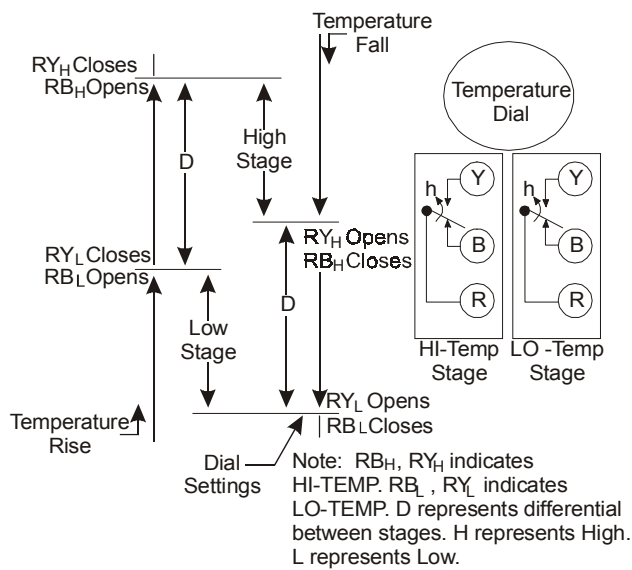 Temperature
Fall
RYH Closes
RBH Opens
D
High
Stage
Temperature
Dial
h
Y
B
R
h
Y
B
R
HI-Temp
Stage
LO -Temp
Stage
RYH Opens
RBH Closes
RYL Closes
RBL Opens
D
Low
Stage
RYL Opens
RBL Closes
Temperature
Rise
Dial
Settings
Note: RBH, RYH indicates
HI-TEMP. RBL , RYL indicates
LO-TEMP. D represents differential
between stages. H represents High.
L represents Low.